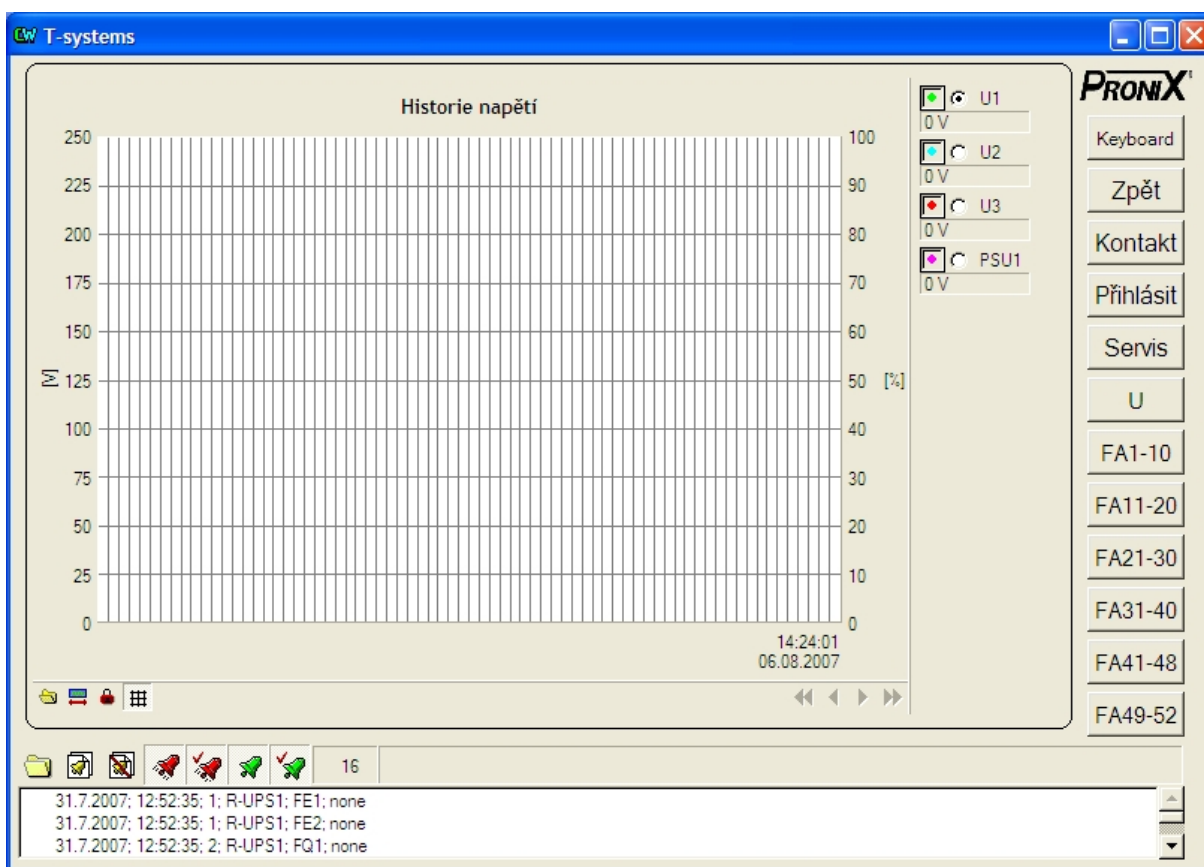 CW T-systems
Historie napětí
250
225
200
175
150
125
100
75
50
25
0
[V]
100
90
80
70
60
50
40
30
20
10
0
[%]
14:24:01
06.08.2007
U1
0 V
U2
0 V
U3
0 V
PSU1
0 V
PRONIX
Keyboard
Zpět
Kontakt
Přihlásit
Servis
U
FA1-10
FA11-20
FA21-30
FA31-40
FA41-48
FA49-52
16
31.7.2007; 12:52:35; 1; R-UPS1; FE1; none
31.7.2007; 12:52:35; 1; R-UPS1; FE2; none
31.7.2007; 12:52:35; 2; R-UPS1; FQ1; none